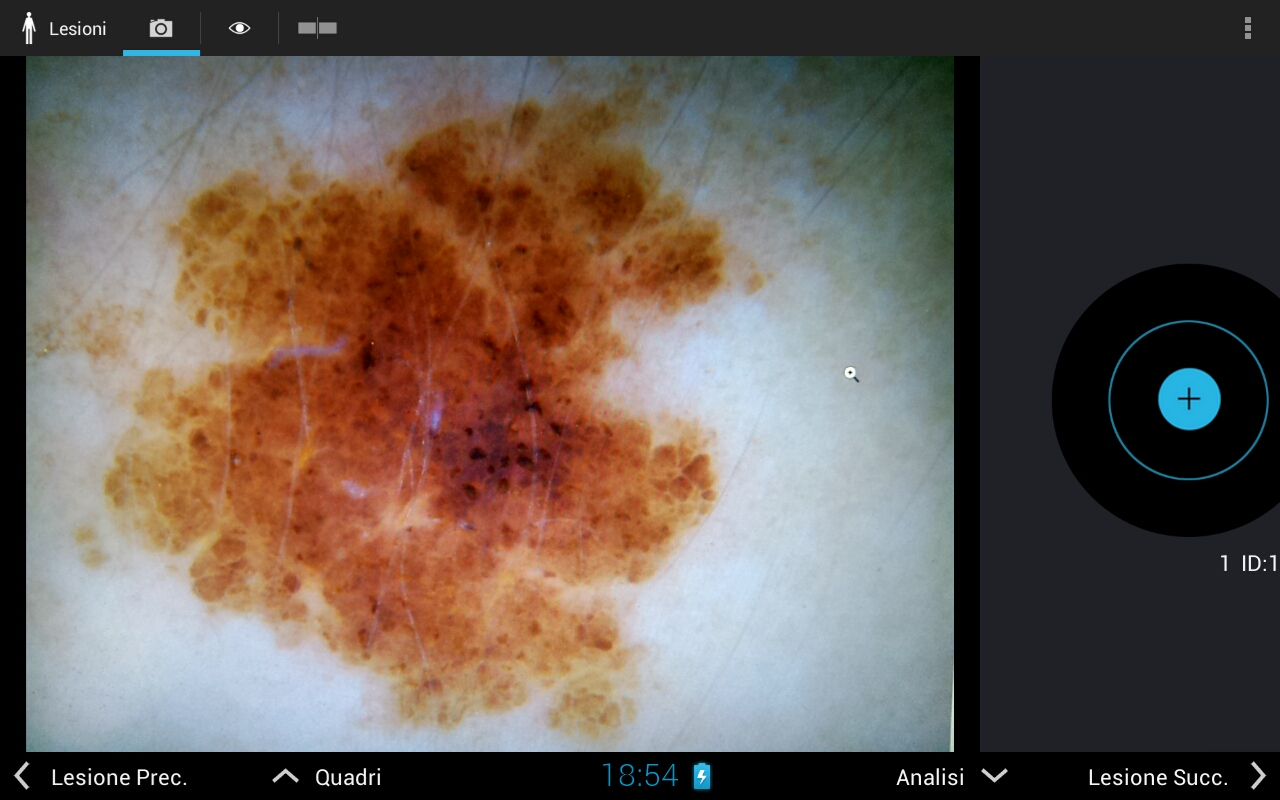 Lesioni
1 ID:1
Lesione Prec.
Quadri
18:54
Analisi
Lesione Succ.